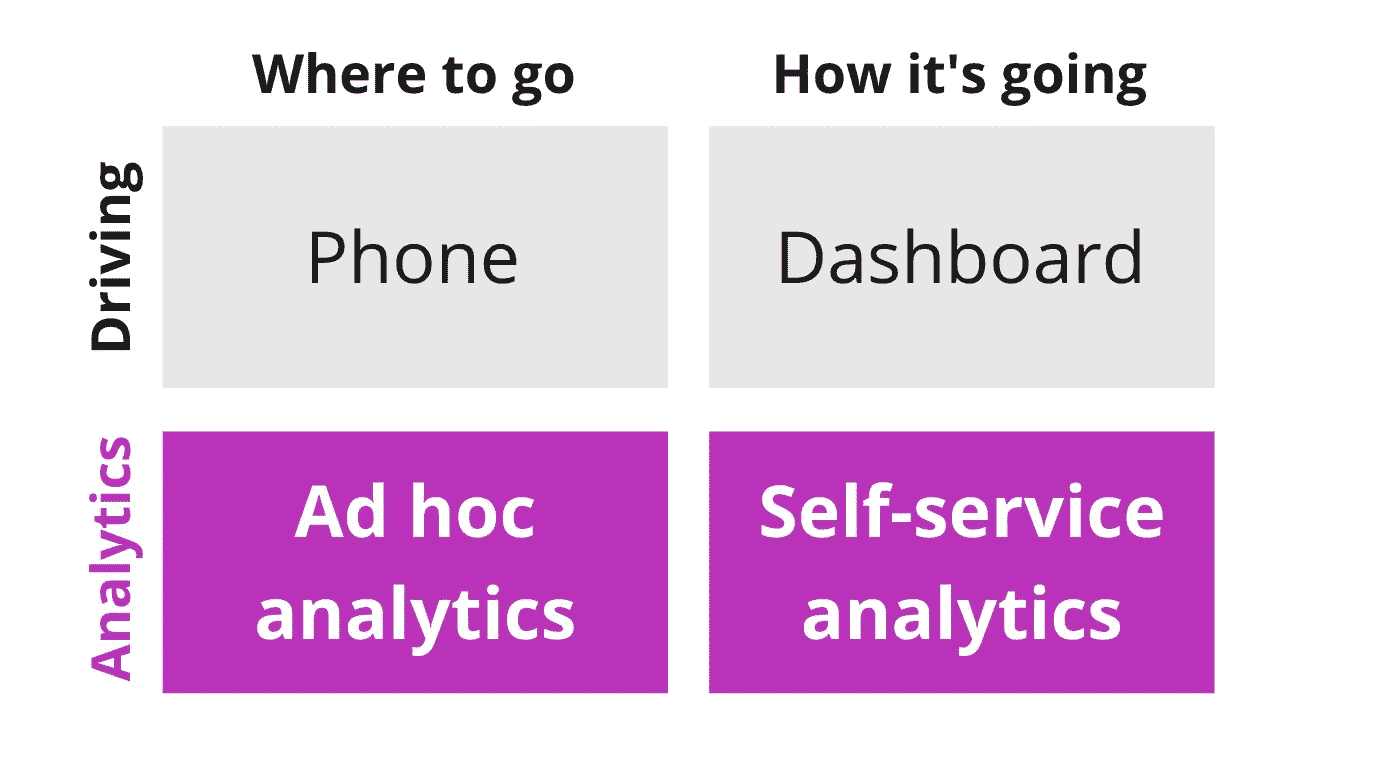 Where to go
How it's going
Driving
Phone
Dashboard
Analytics
Ad hoc
analytics
Self-service
analytics